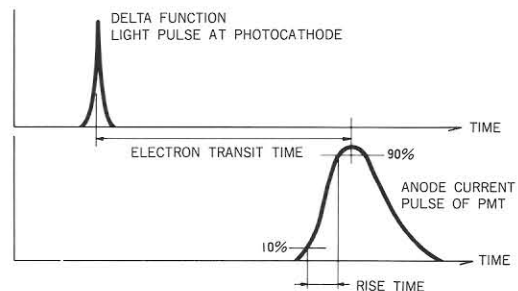 DELTA FUNCTION
LIGHT PULSE AT PHOTOCATHODE
TIME
ELECTRON TRANSIT TIME
90%
ANODE CURRENT
PULSE OF PMT
10%
TIME
RISE TIME